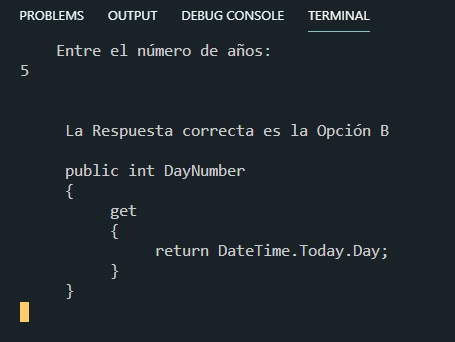 PROBLEMS OUTPUT DEBUG CONSOLE TERMINAL
Entre el número de años:
5
La Respuesta correcta es la Opción B
public int DayNumber
{
get
{
return DateTime.Today.Day;
}
}